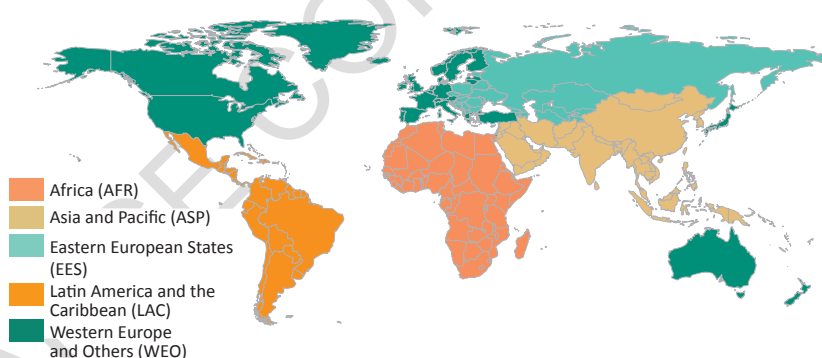 Africa (AFR)
Asia and Pacific (ASP)
Eastern European States
(EES)
Latin America and the
Caribbean (LAC)
Western Europe
and Others (WEO)